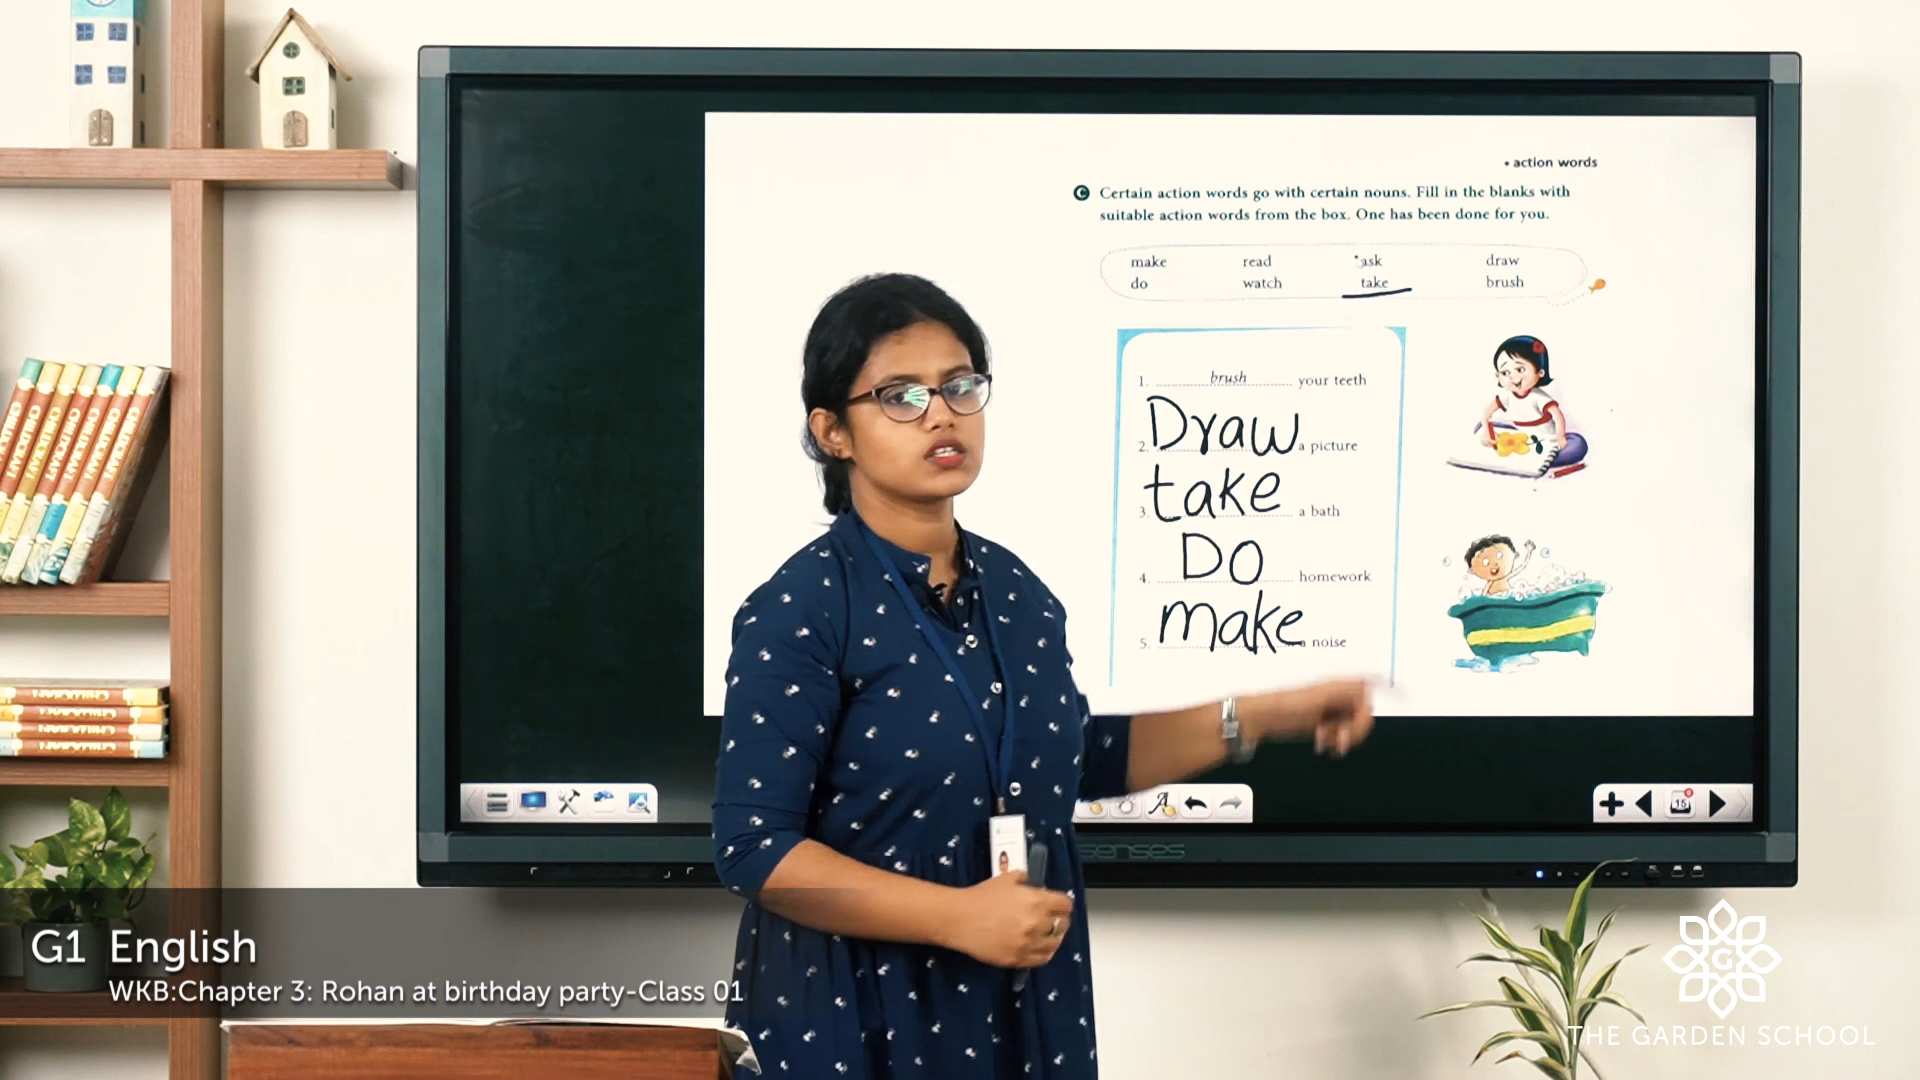 • action words
C Certain action words go with certain nouns. Fill in the blanks with
suitable action words from the box. One has been done for you.
make read ask draw
do watch take brush
1. brush your teeth
2. Draw a picture
3. take a bath
4. Do homework
5. make a noise
15
senses
G1 English
WKB:Chapter 3: Rohan at birthday party-Class 01
G
THE GARDEN SCHOOL